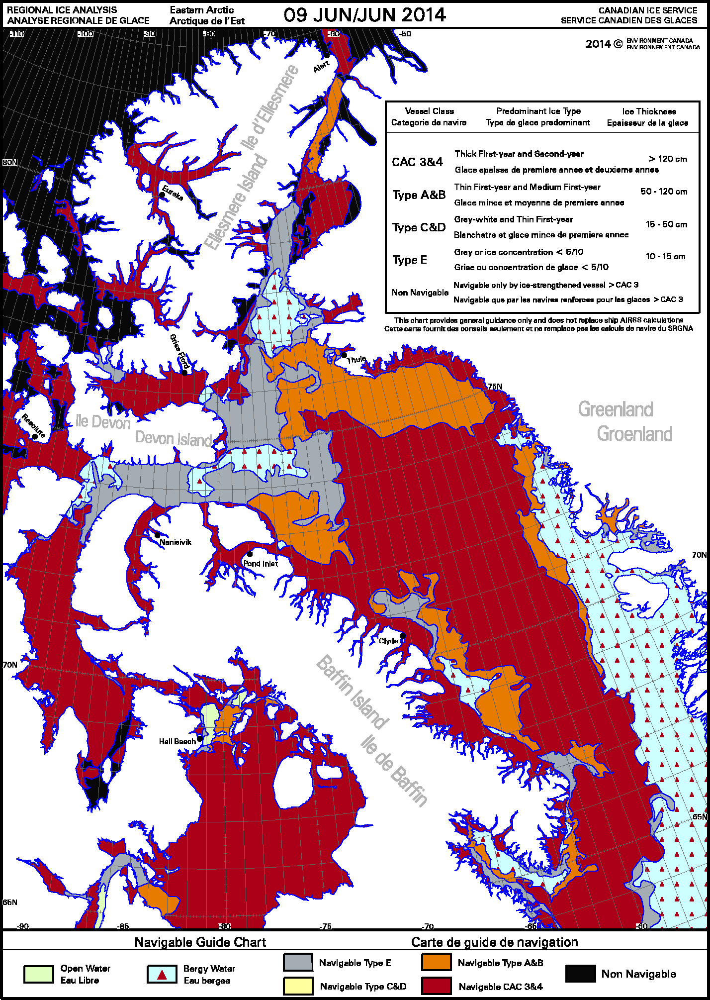 REGIONAL ICE ANALYSIS
ANALYSE REGIONALE DE GLACE
Eastern Arctic
Arctique de l'Est
09 JUN/JUN 2014
CANADIAN ICE SERVICE
SERVICE CANADIEN DES GLACES
-110
-100
-90
-80
-70
-60
-50
2014 © ENVIRONMENT CANADA
ENVIRONNEMENT CANADA
Alert
Ellesmere Island
Ile d'Ellesmere
Vessel Class
Categorie de navire
Predominant Ice Type
Type de glace predominant
Ice Thickness
Epaisseur de la glace
CAC 3&4
Thick First-year and Second-year
Glace epaisse de premiere annee et deuxieme annee
> 120 cm
Type A&B
Thin First-year and Medium First-year
Glace mince et moyenne de premiere annee
50 - 120 cm
Type C&D
Grey-white and Thin First-year
Blanchatre et glace mince de premiere annee
15 - 50 cm
Type E
Grey or ice concentration < 5/10
Grise ou concentration de glace < 5/10
10 - 15 cm
Non Navigable
Navigable only by ice-strengthened vessel > CAC 3
Navigable que par les navires renforces pour les glaces > CAC 3
This chart provides general guidance only and does not replace ship AIRSS calculations
Cette carte fournit des conseils seulement et ne remplace pas les calculs de navire du SRGNA
80N
Eureka
Grise Fiord
Thule
75N
Resolute
Ile Devon
Devon Island
Greenland
Groenland
Nanisivik
Pond Inlet
70N
Clyde
70N
Baffin Island
Ile de Baffin
Hall Beach
65N
65N
-90
-85
-80
-75
-70
-65
-60
Navigable Guide Chart
Carte de guide de navigation
Open Water
Eau Libre
Bergy Water
Eau bergee
Navigable Type E
Navigable Type C&D
Navigable Type A&B
Navigable CAC 3&4
Non Navigable